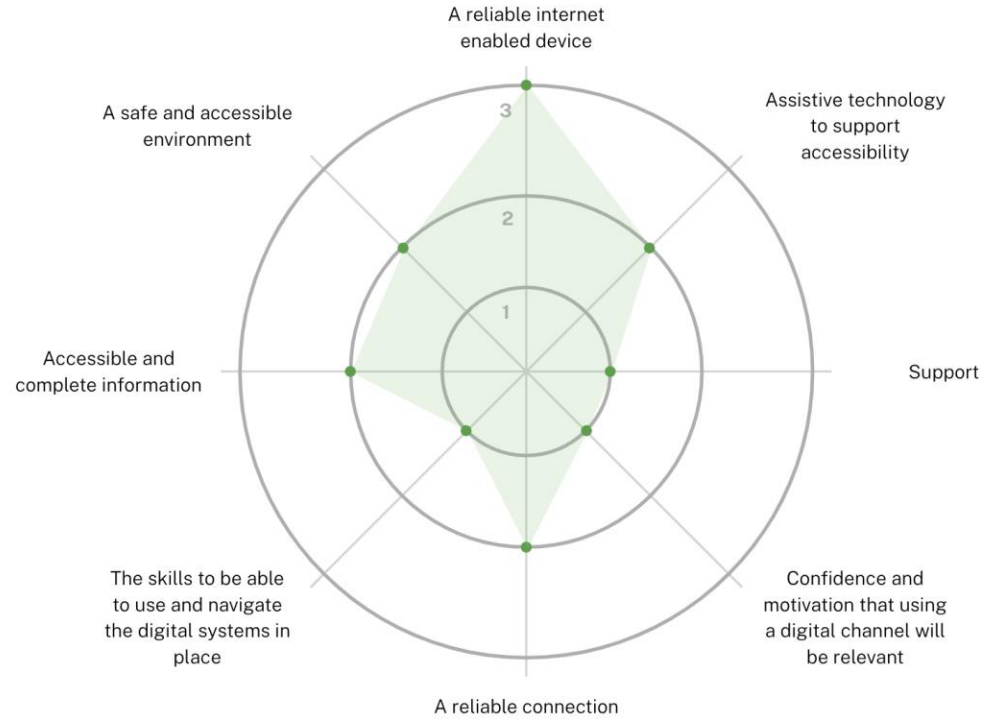 A reliable internet
enabled device
A safe and accessible
environment
Assistive technology
to support
accessibility
3
2
1
Accessible and
complete information
Support
The skills to be able
to use and navigate
the digital systems in
place
Confidence and
motivation that using
a digital channel will
be relevant
A reliable connection